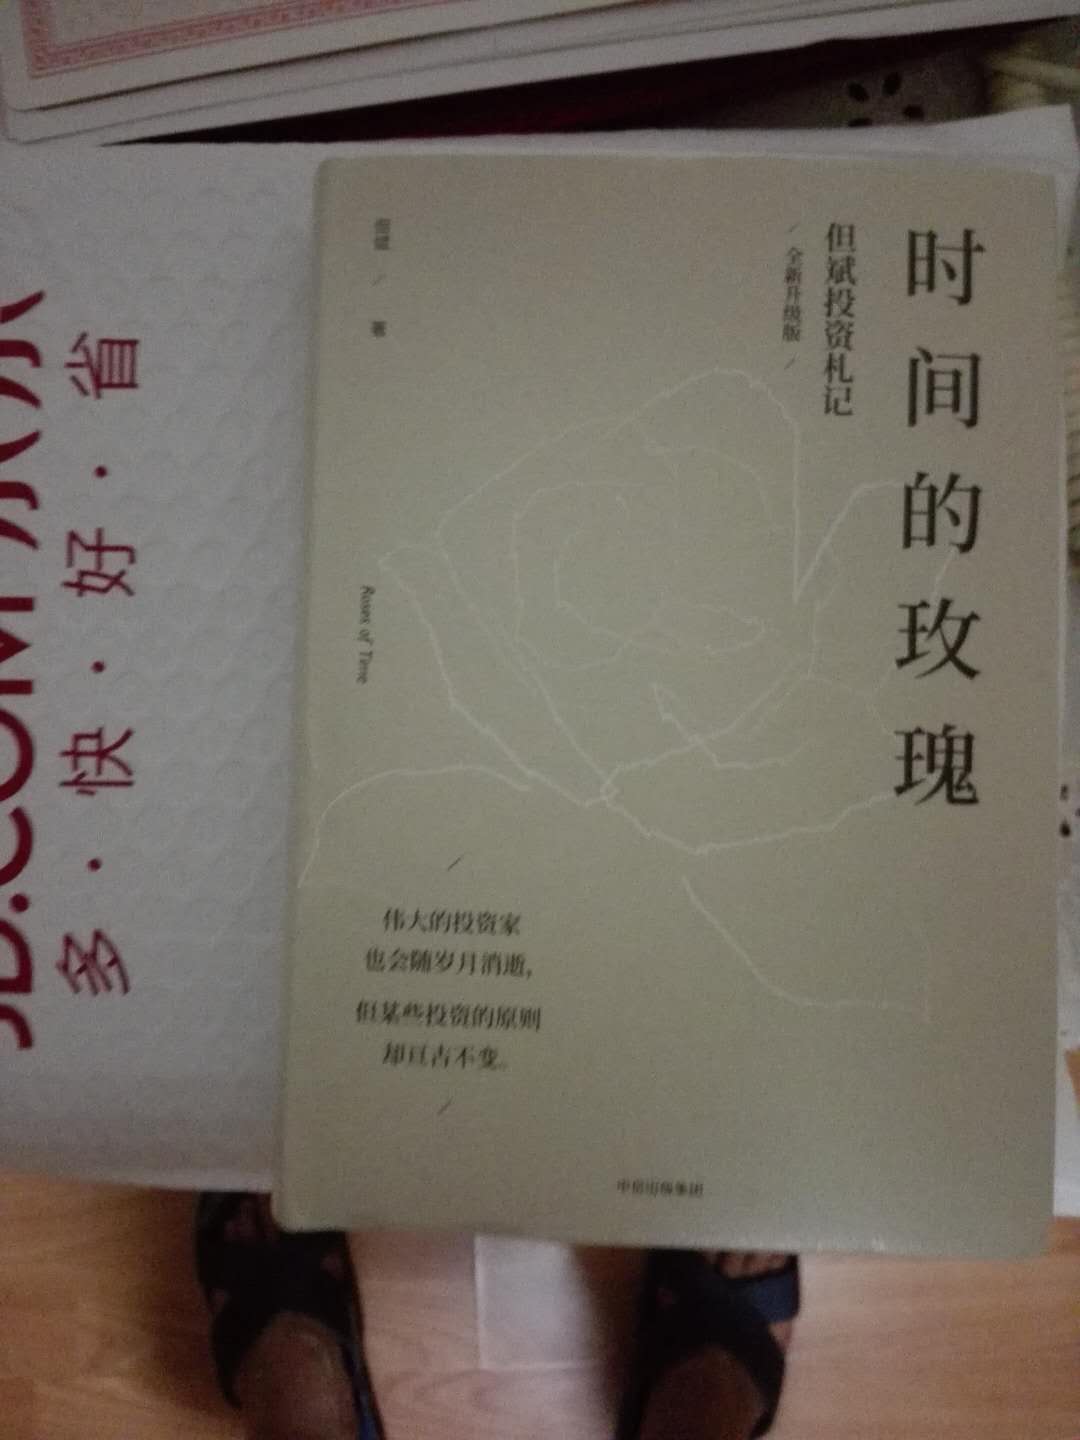 时间的玫瑰
但斌投资札记
/ 全新升级版 /
但斌 / 著
Roses of Time
伟大的投资家
也会随岁月消逝，
但某些投资的原则
却亘古不变。
中信出版集团
JD.COM 京东
多·快·好·省